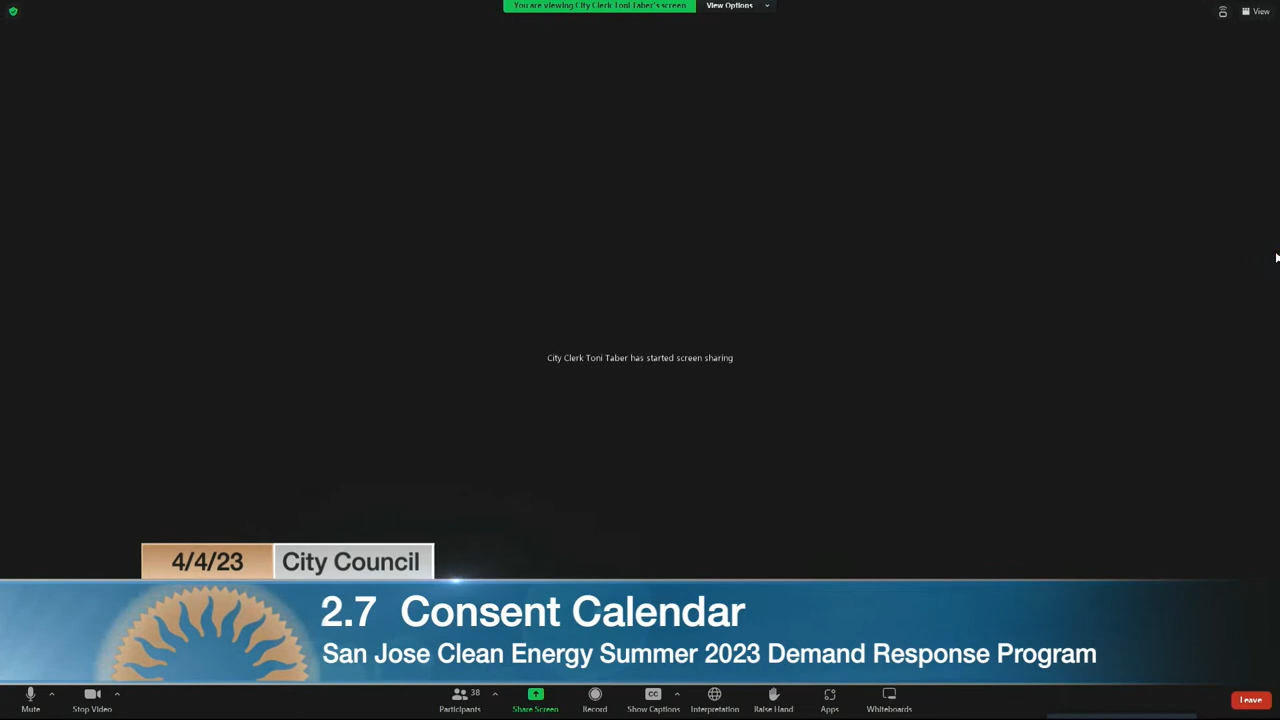 You are viewing City Clerk Toni Taber's screen
View Options
View
City Clerk Toni Taber has started screen sharing
4/4/23
City Council
2.7 Consent Calendar
San Jose Clean Energy Summer 2023 Demand Response Program
Mute
Stop Video
38
Participants
Share Screen
Record
CC
Show Captions
Interpretation
Raise Hand
Apps
Whiteboards
Leave